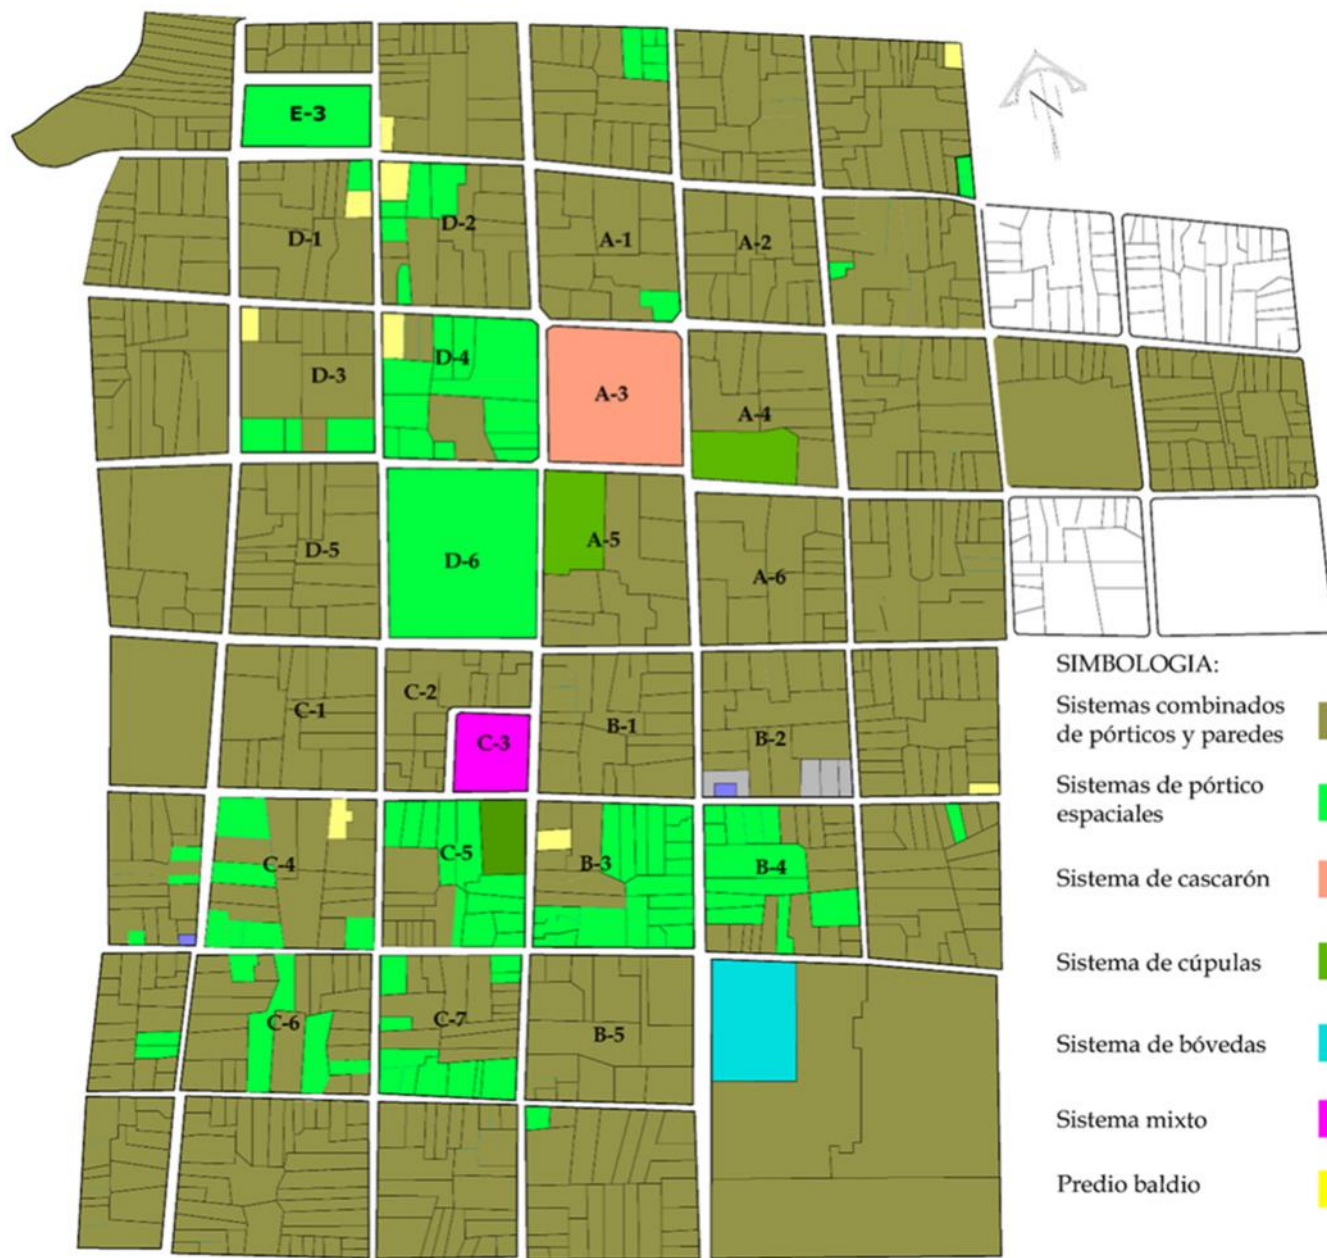 E-3
D-1
D-2
A-1
A-2
D-3
D-4
A-3
A-4
D-5
D-6
A-5
A-6
C-1
C-2
C-3
B-1
B-2
C-4
C-5
B-3
B-4
C-6
C-7
B-5
SIMBOLOGIA:
Sistemas combinados
de pórticos y paredes
Sistemas de pórtico
espaciales
Sistema de cascarón
Sistema de cúpulas
Sistema de bóvedas
Sistema mixto
Predio baldio